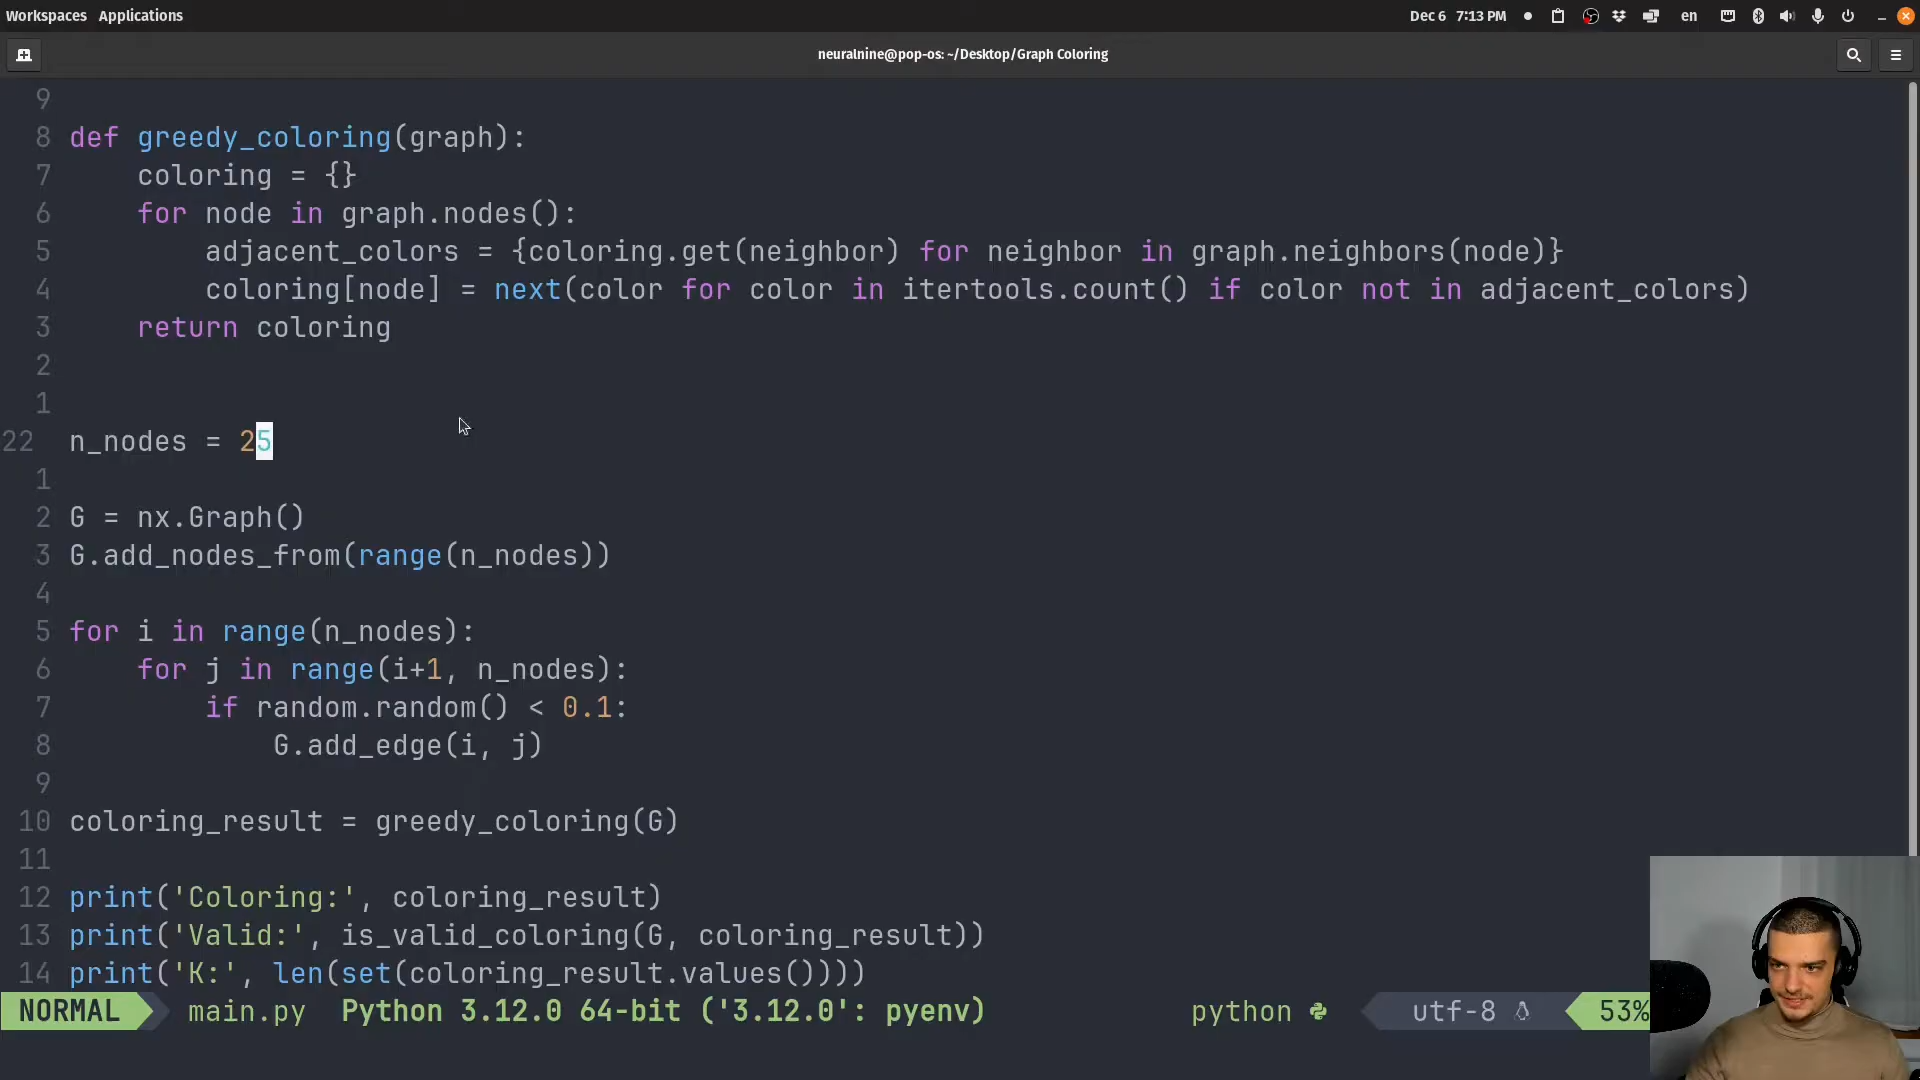 Workspaces Applications
Dec 6 7:13 PM en
neuralnine@pop-os: ~/Desktop/Graph Coloring
9
8 def greedy_coloring(graph):
7     coloring = {}
6     for node in graph.nodes():
5         adjacent_colors = {coloring.get(neighbor) for neighbor in graph.neighbors(node)}
4         coloring[node] = next(color for color in itertools.count() if color not in adjacent_colors)
3     return coloring
2
1
22 n_nodes = 25
1
2 G = nx.Graph()
3 G.add_nodes_from(range(n_nodes))
4
5 for i in range(n_nodes):
6     for j in range(i+1, n_nodes):
7         if random.random() < 0.1:
8             G.add_edge(i, j)
9
10 coloring_result = greedy_coloring(G)
11
12 print('Coloring:', coloring_result)
13 print('Valid:', is_valid_coloring(G, coloring_result))
14 print('K:', len(set(coloring_result.values())))
NORMAL main.py Python 3.12.0 64-bit ('3.12.0': pyenv) python utf-8 53%